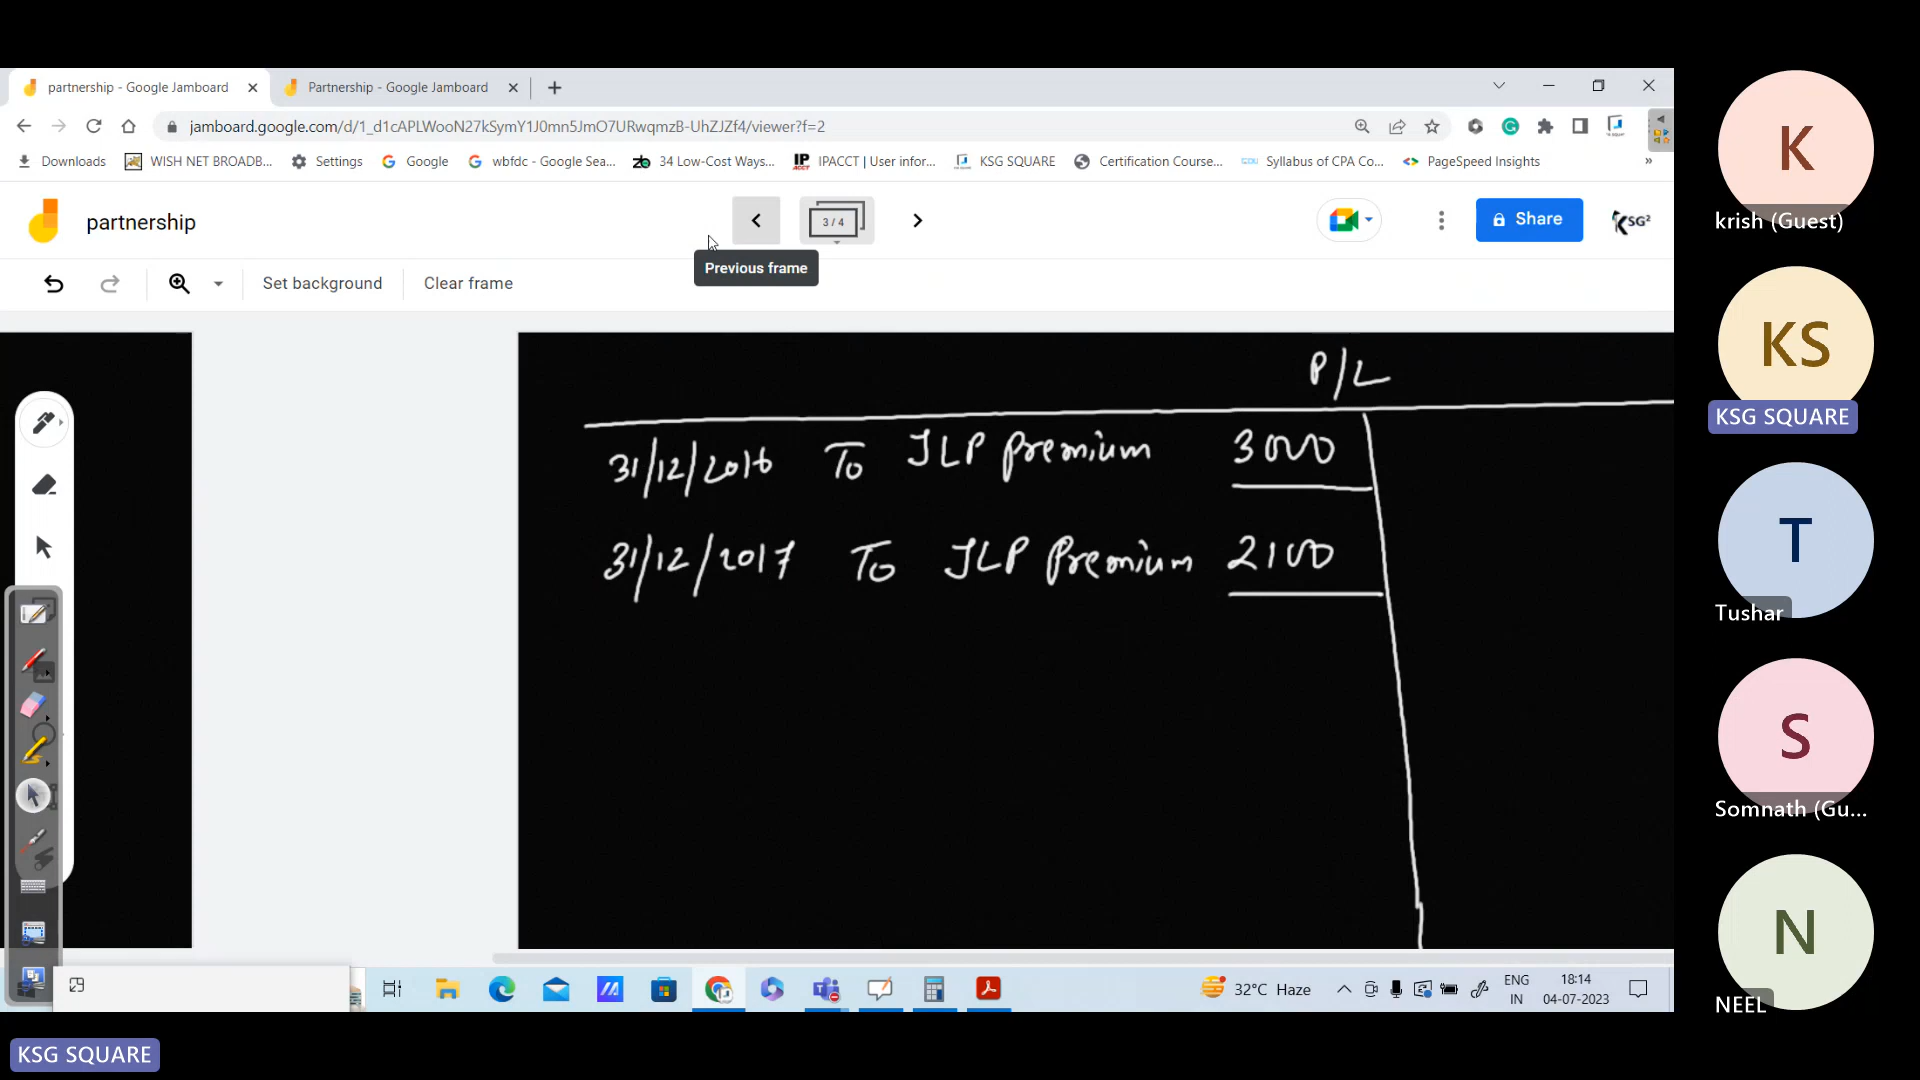 partnership - Google Jamboard
Partnership - Google Jamboard
jamboard.google.com/d/1_d1cAPLWooN27kSymY1J0mn5JmO7URwqmzB-UhZJZf4/viewer?f=2
Downloads WISH NET BROADB... Settings Google wbfdc - Google Sea... 34 Low-Cost Ways... IPACCT | User infor... KSG SQUARE Certification Course... Syllabus of CPA Co... PageSpeed Insights »
partnership
3 / 4
Share
KSG²
Previous frame
Set background
Clear frame
P/L
31/12/2016 To JLP Premium 3000
31/12/2017 To JLP Premium 2100
32°C Haze
ENG
IN
18:14
04-07-2023
K
krish (Guest)
KS
KSG SQUARE
T
Tushar
S
Somnath (Gu...
N
NEEL
KSG SQUARE